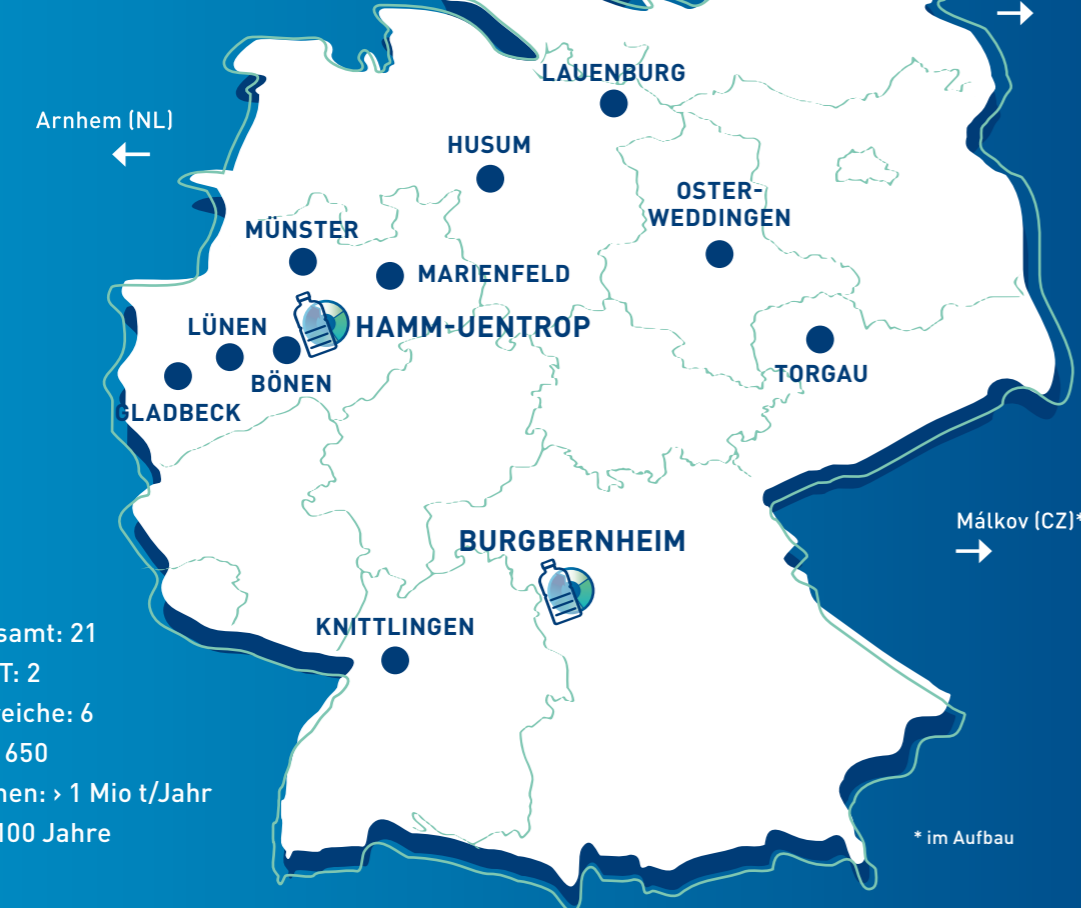 LAUENBURG
Arnhem (NL)
HUSUM
OSTER-
WEDDINGEN
MÜNSTER
MARIENFELD
LÜNEN
HAMM-UENTROP
BÖNEN
TORGAU
GLADBECK
Málkov (CZ)*
BURGBERNHEIM
KNITTLINGEN
samt: 21
T: 2
eiche: 6
650
nen: › 1 Mio t/Jahr
100 Jahre
* im Aufbau